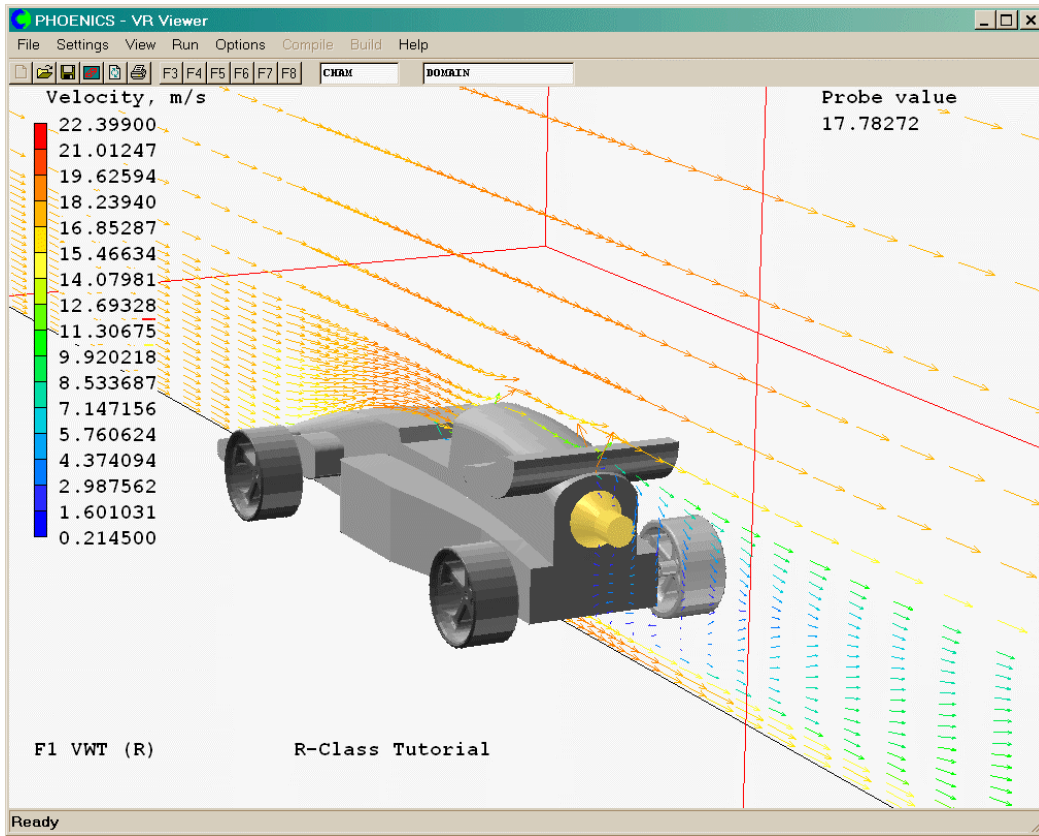 PHOENICS - VR Viewer
File Settings View Run Options Compile Build Help
F3 F4 F5 F6 F7 F8 CHAM DOMAIN
Velocity, m/s
22.39900
21.01247
19.62594
18.23940
16.85287
15.46634
14.07981
12.69328
11.30675
9.920218
8.533687
7.147156
5.760624
4.374094
2.987562
1.601031
0.214500
Probe value
17.78272
F1 VWT (R) R-Class Tutorial
Ready